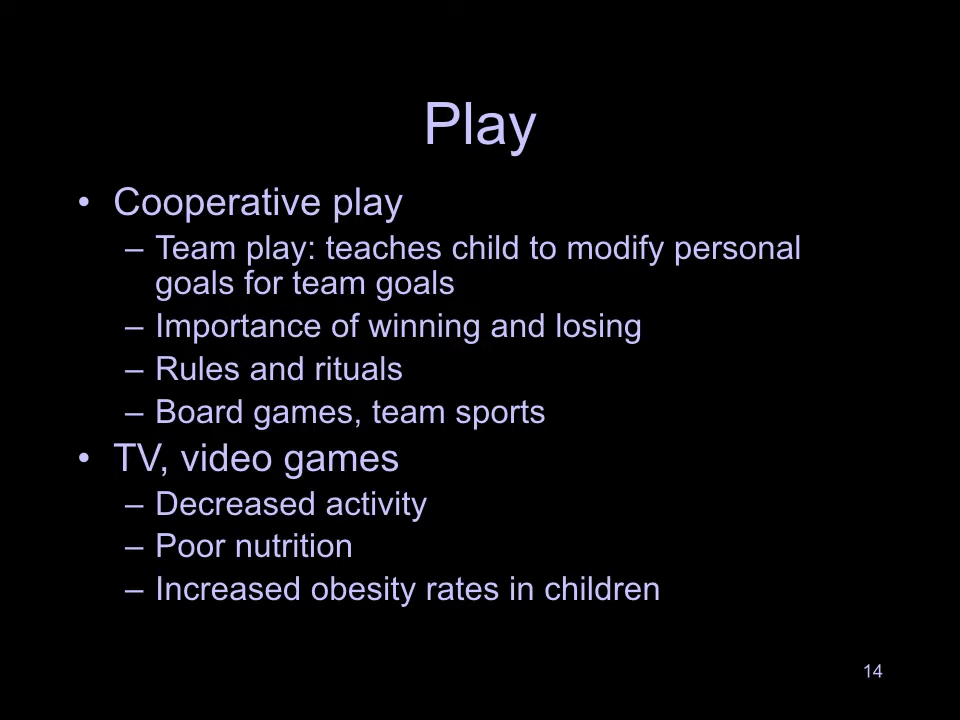 Play
• Cooperative play
– Team play: teaches child to modify personal
goals for team goals
– Importance of winning and losing
– Rules and rituals
– Board games, team sports
• TV, video games
– Decreased activity
– Poor nutrition
– Increased obesity rates in children
14